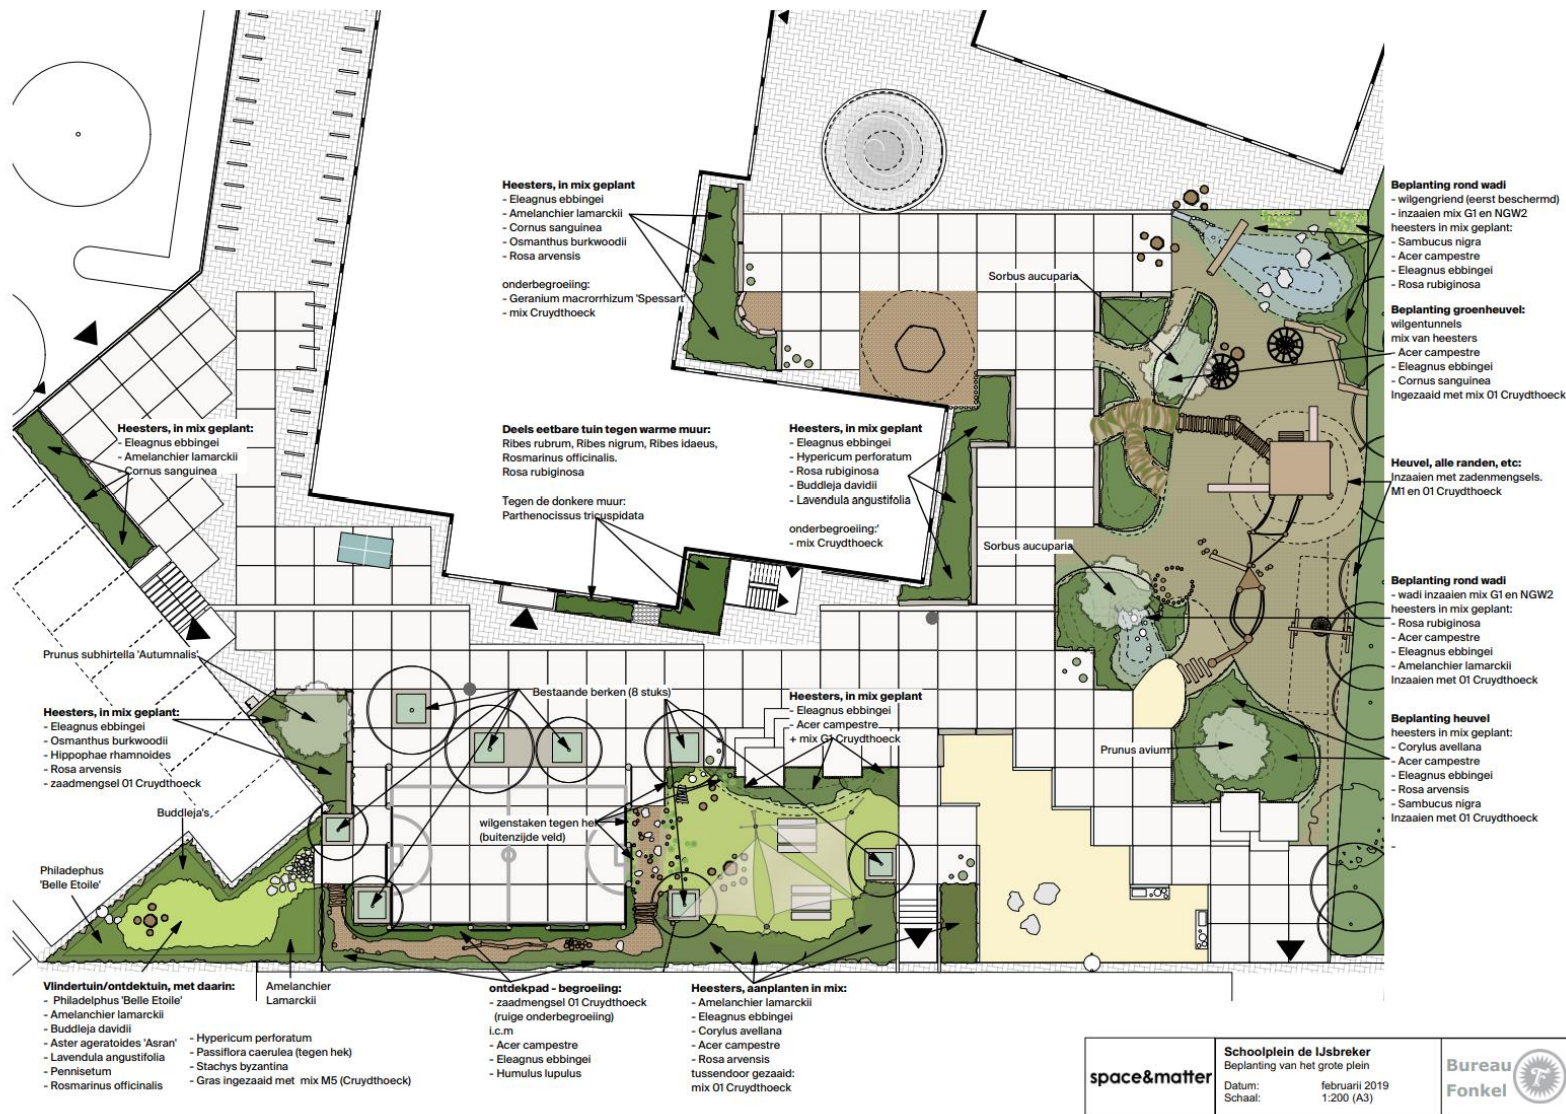 Heesters, in mix geplant
- Eleagnus ebbingei
- Amelanchier lamarckii
- Cornus sanguinea
- Osmanthus burkwoodii
- Rosa arvensis
onderbegroeiing:
- Geranium macrorrhizum 'Spessart'
- mix Cruydthoeck
Sorbus aucuparia
Beplanting rond wadi
- wilgengriend (eerst beschermd)
- inzaaien mix G1 en NGW2
heesters in mix geplant:
- Sambucus nigra
- Acer campestre
- Eleagnus ebbingei
- Rosa rubiginosa
Beplanting groenheuvel:
wilgentunnels
mix van heesters
- Acer campestre
- Eleagnus ebbingei
- Cornus sanguinea
Ingezaaid met mix 01 Cruydthoeck
Heesters, in mix geplant:
- Eleagnus ebbingei
- Amelanchier lamarckii
- Cornus sanguinea
Deels eetbare tuin tegen warme muur:
Ribes rubrum, Ribes nigrum, Ribes idaeus,
Rosmarinus officinalis.
Rosa rubiginosa
Tegen de donkere muur:
Parthenocissus tricuspidata
Heesters, in mix geplant
- Eleagnus ebbingei
- Hypericum perforatum
- Rosa rubiginosa
- Buddleja davidii
- Lavendula angustifolia
onderbegroeiing:'
- mix Cruydthoeck
Heuvel, alle randen, etc:
Inzaaien met zadenmengsels.
M1 en 01 Cruydthoeck
Sorbus aucuparia
Beplanting rond wadi
- wadi inzaaien mix G1 en NGW2
heesters in mix geplant:
- Rosa rubiginosa
- Acer campestre
- Eleagnus ebbingei
- Amelanchier lamarckii
Inzaaien met 01 Cruydthoeck
Prunus subhirtella 'Autumnalis'
Heesters, in mix geplant:
- Eleagnus ebbingei
- Osmanthus burkwoodii
- Hippophae rhamnoides
- Rosa arvensis
- zaadmengsel 01 Cruydthoeck
Bestaande berken (8 stuks)
Heesters, in mix geplant
- Eleagnus ebbingei
- Acer campestre
+ mix G1 Cruydthoeck
Prunus avium
Beplanting heuvel
heesters in mix geplant:
- Corylus avellana
- Acer campestre
- Eleagnus ebbingei
- Rosa arvensis
- Sambucus nigra
Inzaaien met 01 Cruydthoeck
-
Buddleja's
wilgenstaken tegen hek
(buitenzijde veld)
Philadephus
'Belle Etoile'
Vlindertuin/ontdektuin, met daarin:
- Philadelphus 'Belle Etoile'
- Amelanchier lamarckii
- Buddleja davidii
- Aster ageratoides 'Asran'
- Lavendula angustifolia
- Pennisetum
- Rosmarinus officinalis
- Hypericum perforatum
- Passiflora caerulea (tegen hek)
- Stachys byzantina
- Gras ingezaaid met mix M5 (Cruydthoeck)
Amelanchier
Lamarckii
ontdekpad - begroeiing:
- zaadmengsel 01 Cruydthoeck
(ruige onderbegroeiing)
i.c.m
- Acer campestre
- Eleagnus ebbingei
- Humulus lupulus
Heesters, aanplanten in mix:
- Amelanchier lamarckii
- Eleagnus ebbingei
- Corylus avellana
- Acer campestre
- Rosa arvensis
tussendoor gezaaid:
mix 01 Cruydthoeck
space&matter
Schoolplein de IJsbreker
Beplanting van het grote plein
Datum: februarii 2019
Schaal: 1:200 (A3)
Bureau
Fonkel
F